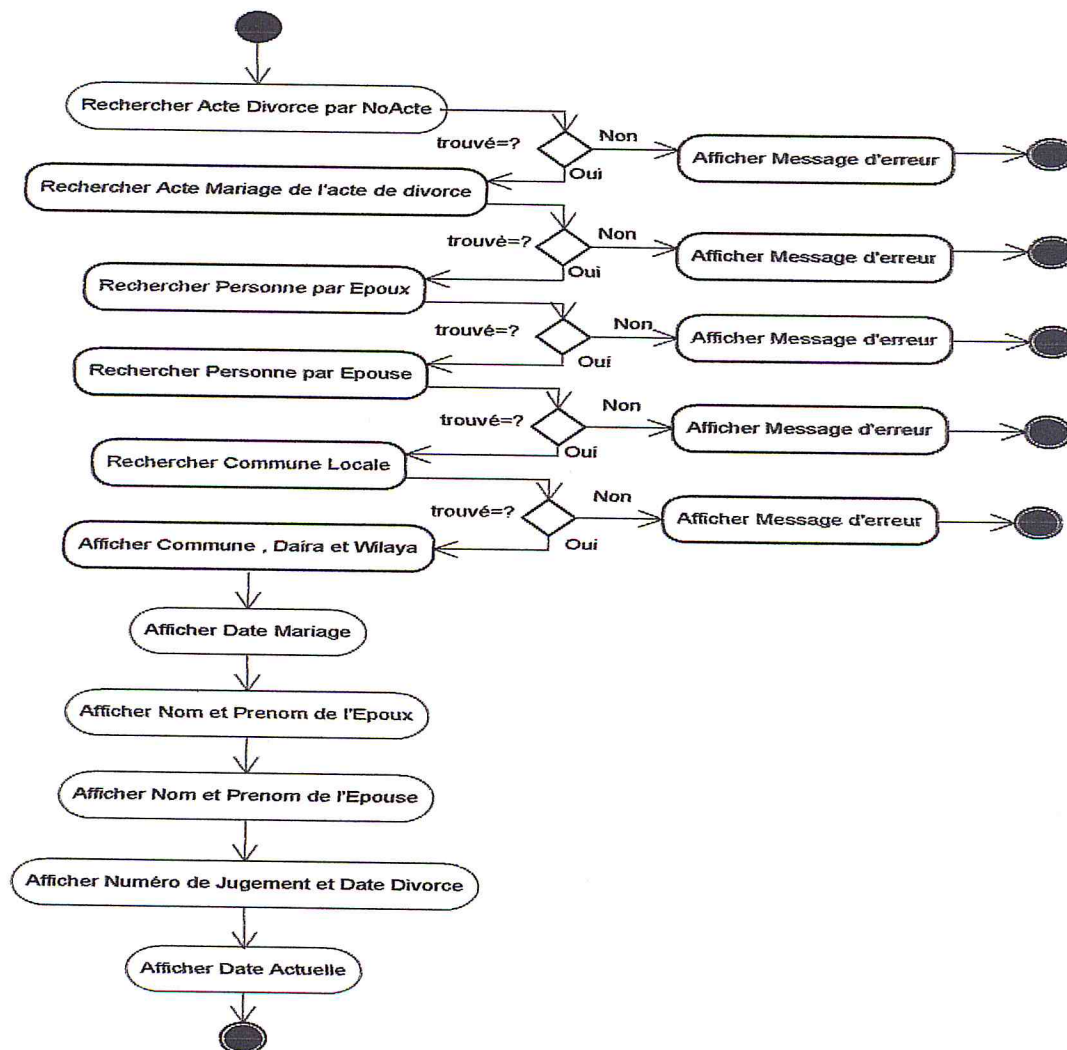 Rechercher Acte Divorce par NoActe
trouvé=?
Non
Afficher Message d'erreur
Oui
Rechercher Acte Mariage de l'acte de divorce
trouvé=?
Non
Afficher Message d'erreur
Oui
Rechercher Personne par Epoux
trouvé=?
Non
Afficher Message d'erreur
Oui
Rechercher Personne par Epouse
trouvé=?
Non
Afficher Message d'erreur
Oui
Rechercher Commune Locale
trouvé=?
Non
Afficher Message d'erreur
Oui
Afficher Commune , Daïra et Wilaya
Afficher Date Mariage
Afficher Nom et Prenom de l'Epoux
Afficher Nom et Prenom de l'Epouse
Afficher Numéro de Jugement et Date Divorce
Afficher Date Actuelle